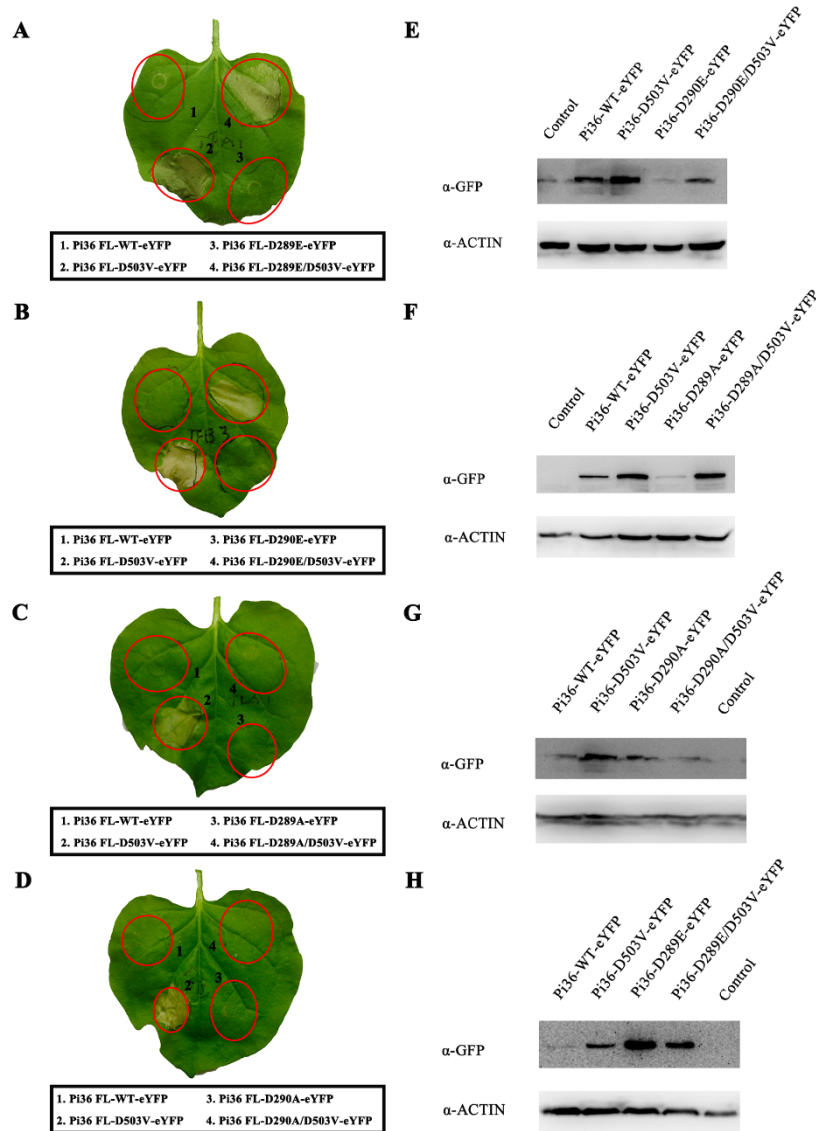 A
1
4
2
3
1. Pi36 FL-WT-eYFP 3. Pi36 FL-D289E-eYFP
2. Pi36 FL-D503V-eYFP 4. Pi36 FL-D289E/D503V-eYFP
B
1. Pi36 FL-WT-eYFP 3. Pi36 FL-D290E-eYFP
2. Pi36 FL-D503V-eYFP 4. Pi36 FL-D290E/D503V-eYFP
C
1
4
2
3
1. Pi36 FL-WT-eYFP 3. Pi36 FL-D289A-eYFP
2. Pi36 FL-D503V-eYFP 4. Pi36 FL-D289A/D503V-eYFP
D
1
4
2
3
1. Pi36 FL-WT-eYFP 3. Pi36 FL-D290A-eYFP
2. Pi36 FL-D503V-eYFP 4. Pi36 FL-D290A/D503V-eYFP
E
Control
Pi36-WT-eYFP
Pi36-D503V-eYFP
Pi36-D290E-eYFP
Pi36-D290E/D503V-eYFP
α-GFP
α-ACTIN
F
Control
Pi36-WT-eYFP
Pi36-D503V-eYFP
Pi36-D289A-eYFP
Pi36-D289A/D503V-eYFP
α-GFP
α-ACTIN
G
Pi36-WT-eYFP
Pi36-D503V-eYFP
Pi36-D290A-eYFP
Pi36-D290A/D503V-eYFP
Control
α-GFP
α-ACTIN
H
Pi36-WT-eYFP
Pi36-D503V-eYFP
Pi36-D289E-eYFP
Pi36-D289E/D503V-eYFP
Control
α-GFP
α-ACTIN